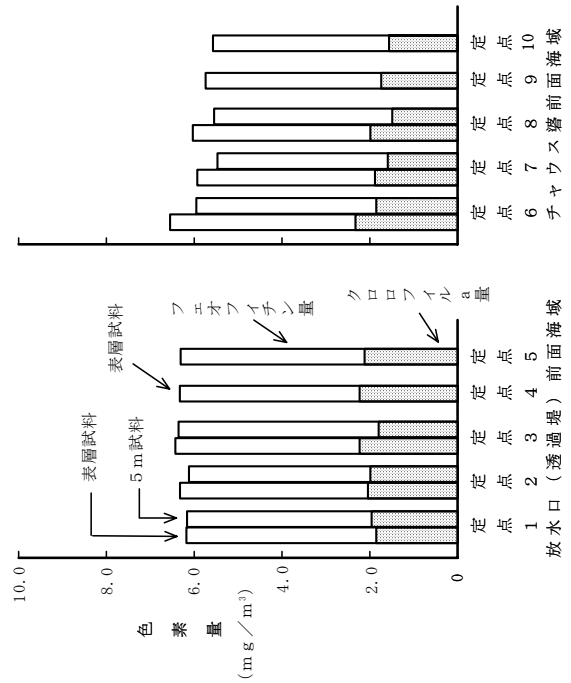 10.0
8.0
6.0
4.0
2.0
0
色素量
(mg／m³)
表層試料
5m試料
表層試料
フェオフィチン量
クロロフィルa量
定点1
定点2
定点3
定点4
定点5
放水口（透過堤）前面海域
定点6
定点7
定点8
定点9
定点10
チャウス前面海域